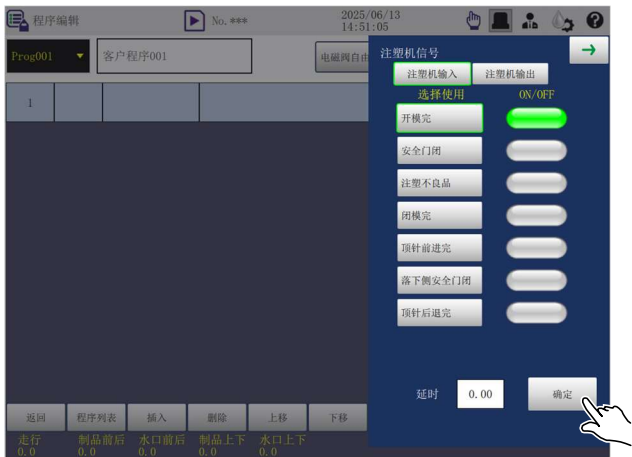 程序编辑
No. ***
2025/06/13
14:51:05
Prog001
客户程序001
电磁阀自由
1
注塑机信号
注塑机输入
注塑机输出
选择使用
ON/OFF
开模完
安全门闭
注塑不良品
闭模完
顶针前进完
落下侧安全门闭
顶针后退完
延时
0.00
确定
返回
程序列表
插入
删除
上移
下移
走行
制品前后
水口前后
制品上下
水口上下
0.0
0.0
0.0
0.0
0.0